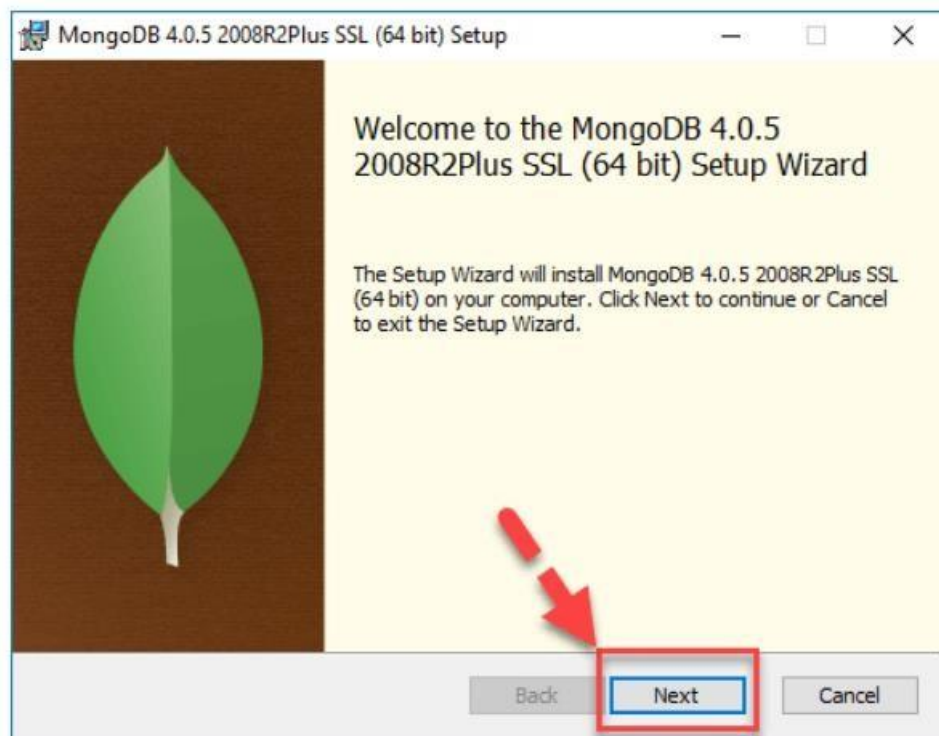 MongoDB 4.0.5 2008R2Plus SSL (64 bit) Setup
Welcome to the MongoDB 4.0.5
2008R2Plus SSL (64 bit) Setup Wizard
The Setup Wizard will install MongoDB 4.0.5 2008R2Plus SSL
(64 bit) on your computer. Click Next to continue or Cancel
to exit the Setup Wizard.
Back Next Cancel